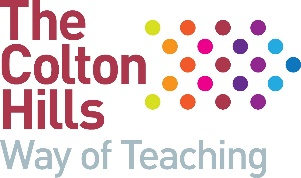 The
Colton
Hills
Way of Teaching